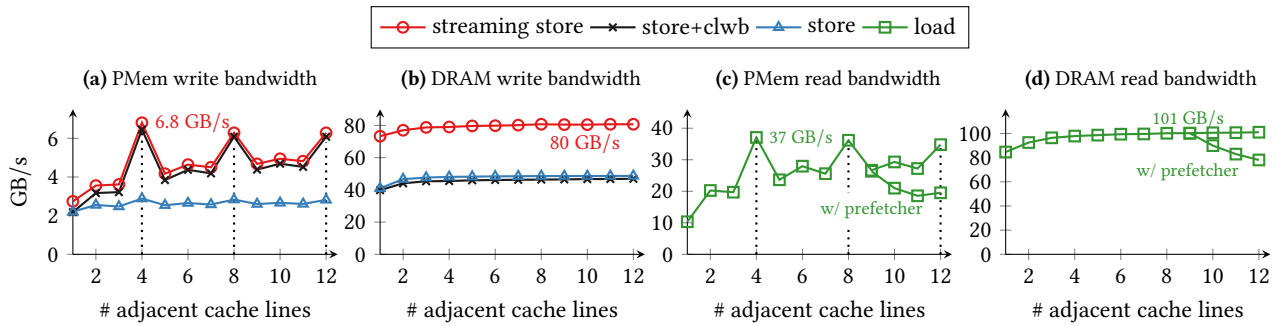 streaming store store+clwb store load
(a) PMem write bandwidth (b) DRAM write bandwidth (c) PMem read bandwidth (d) DRAM read bandwidth
GB/s
6
4
2
0
6.8 GB/s
2 4 6 8 10 12
# adjacent cache lines
80
60
40
20
0
80 GB/s
2 4 6 8 10 12
# adjacent cache lines
40
30
20
10
0
37 GB/s
w/ prefetcher
2 4 6 8 10 12
# adjacent cache lines
100
80
60
40
20
0
101 GB/s
w/ prefetcher
2 4 6 8 10 12
# adjacent cache lines